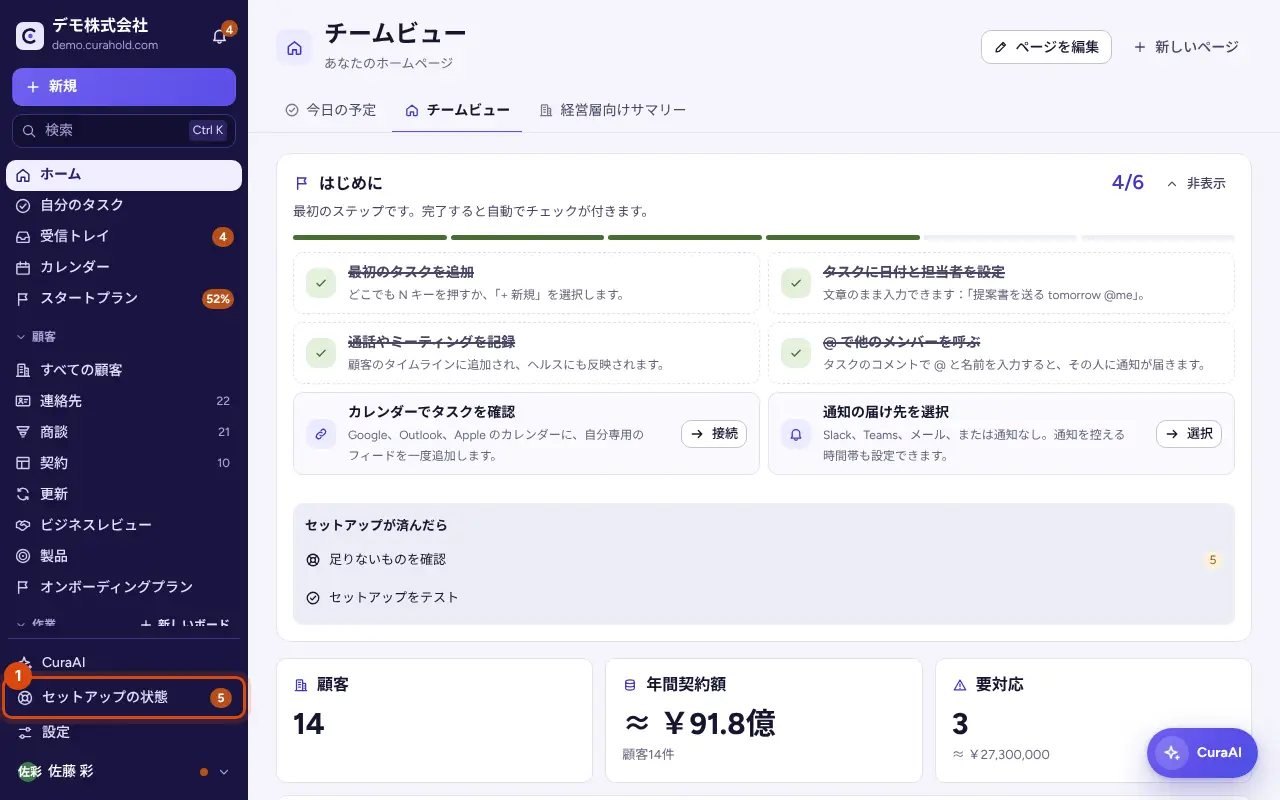 デモ株式会社
demo.curahold.com
4
+ 新規
検索
Ctrl K
ホーム
自分のタスク
受信トレイ
4
カレンダー
スタートプラン
52%
顧客
すべての顧客
連絡先
22
商談
21
契約
10
更新
ビジネスレビュー
製品
オンボーディングプラン
作業
+ 新しいボード
CuraAI
1
セットアップの状態
5
設定
佐彩
佐藤 彩
チームビュー
あなたのホームページ
ページを編集
+ 新しいページ
今日の予定
チームビュー
経営層向けサマリー
はじめに
4/6
非表示
最初のステップです。完了すると自動でチェックが付きます。
最初のタスクを追加
どこでも N キーを押すか、「+ 新規」を選択します。
タスクに日付と担当者を設定
文章のまま入力できます：「提案書を送る tomorrow @me」。
通話やミーティングを記録
顧客のタイムラインに追加され、ヘルスにも反映されます。
@ で他のメンバーを呼ぶ
タスクのコメントで @ と名前を入力すると、その人に通知が届きます。
カレンダーでタスクを確認
Google、Outlook、Apple のカレンダーに、自分専用の
フィードを一度追加します。
→ 接続
通知の届け先を選択
Slack、Teams、メール、または通知なし。通知を控える
時間帯も設定できます。
→ 選択
セットアップが済んだら
足りないものを確認
5
セットアップをテスト
顧客
14
年間契約額
≈ ￥91.8億
顧客14件
要対応
3
≈ ￥27,300,000
CuraAI